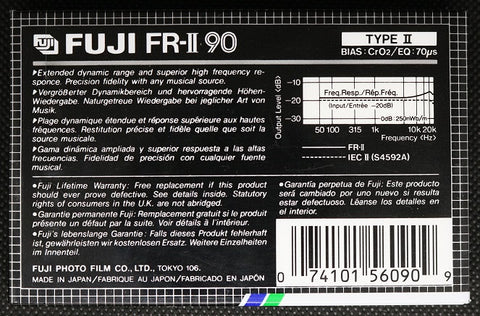 FUJI FUJI FR-II 90
TYPE II
BIAS: CrO2/EQ: 70μs
▶Extended dynamic range and superior high frequency re-
sponce. Precision fidelity with any musical source.
▶Vergrößerter Dynamikbereich und hervorragende Höhen-
Wiedergabe. Naturgetreue Wiedergabe bei jeglicher Art von
Musik.
▶Plage dynamique étendue et réponse supérieure aux hautes
fréquences. Restitution précise et fidèle quelle que soit la
source musicale.
▶Gama dinámica ampliada y superior respuesta a las altas
frecuencias. Fidelidad de precisión con cualquier fuente
musical.
Output Level (dB)
-10
-20
-30
Freq.Resp./Rép.Fréq.
(Input/Entrée -20dB)
0dB:250nWb/m
50 100 315 1k 10k 20k
Frequency (Hz)
FR-II
IEC II (S4592A)
●Fuji Lifetime Warranty: Free replacement if this product
should ever prove defective. See details inside. Statutory
rights of consumers in the U.K. are not abridged.
●Garantie permanente Fuji: Remplacement gratuit si le produit
présente un défaut par la suite. Voir détails à l'intérieur.
●Fuji's lebenslange Garantie: Falls dieses Produkt fehlerhaft
ist, gewährleisten wir kostenlosen Ersatz. Weitere Einzelheiten
im Innenteil.
●Garantía perpetua de Fuji: Este producto
será cambiado por uno nuevo si resulta
estar defectuoso. Léanse los detalles en
el interior.
FUJI PHOTO FILM CO., LTD., TOKYO 106.
MADE IN JAPAN/FABRIQUE AU JAPON/FABRICADO EN JAPÓN
0 74101 56090 9